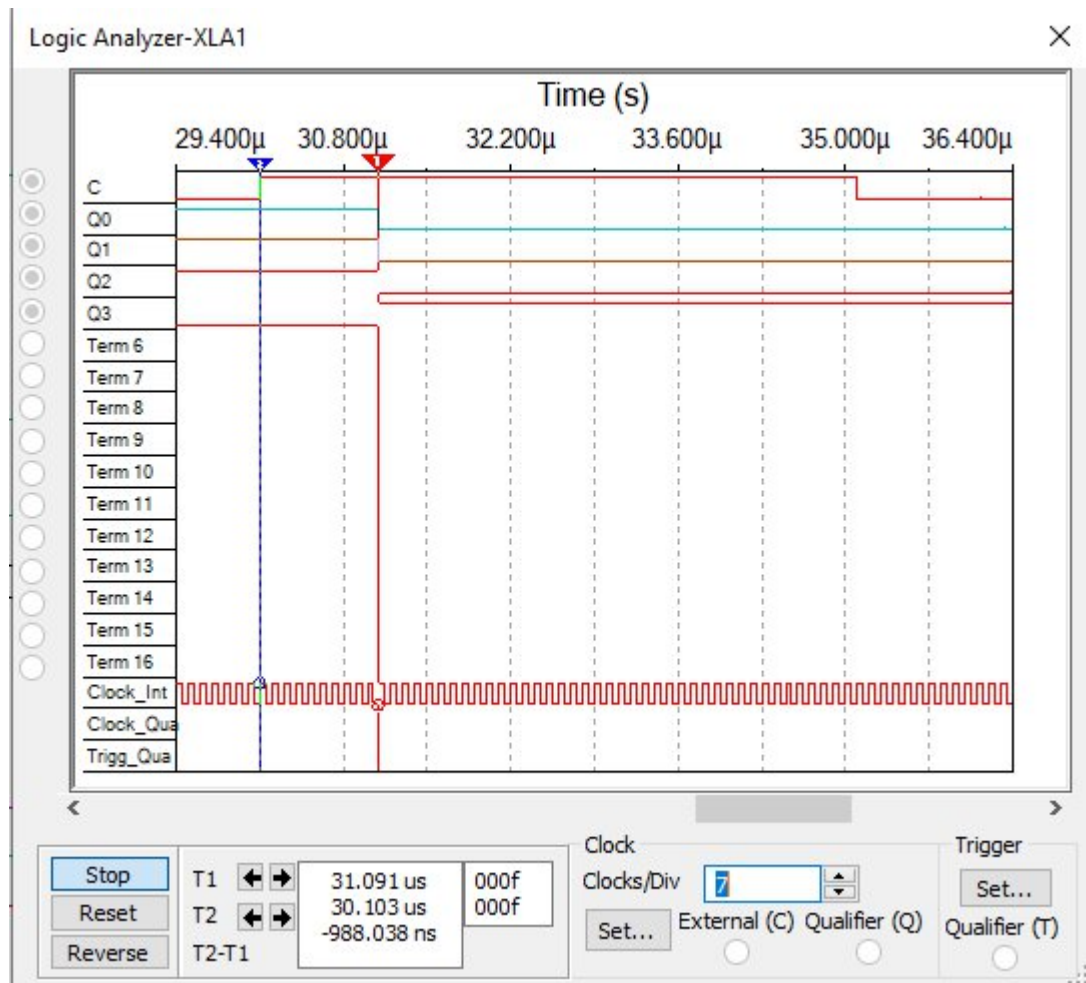 Logic Analyzer-XLA1
Time (s)
29.400µ 30.800µ 32.200µ 33.600µ 35.000µ 36.400µ
2 1
C
Q0
Q1
Q2
Q3
Term 6
Term 7
Term 8
Term 9
Term 10
Term 11
Term 12
Term 13
Term 14
Term 15
Term 16
Clock_Int
Clock_Qua
Trigg_Qua
Stop
Reset
Reverse
T1 31.091 us 000f
T2 30.103 us 000f
T2-T1 -988.038 ns
Clock
Clocks/Div 7
Set... External (C) Qualifier (Q)
Trigger
Set...
Qualifier (T)